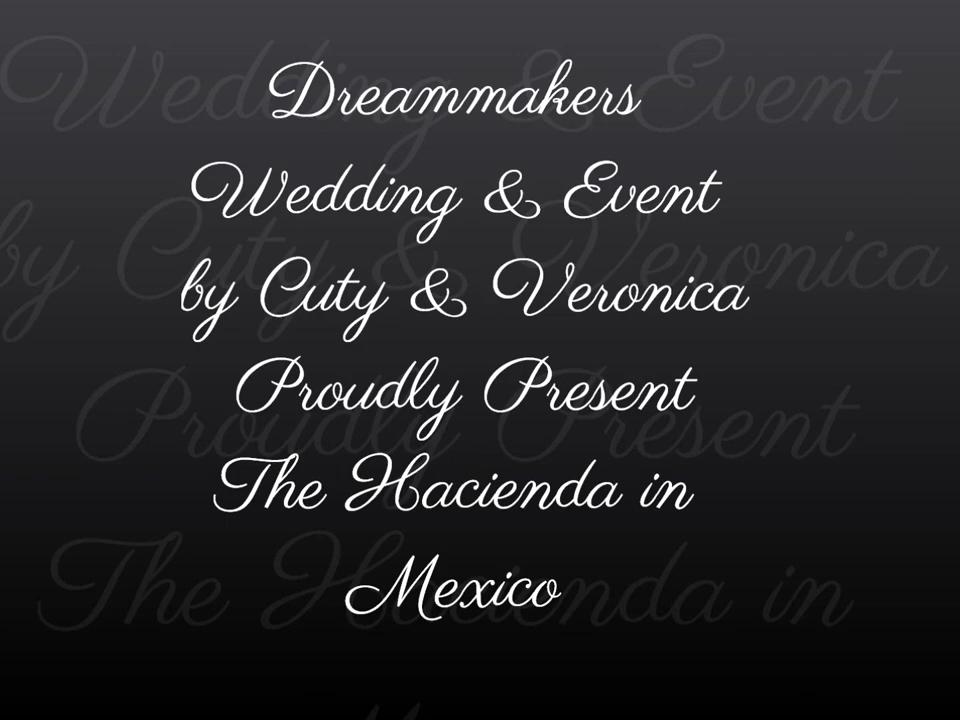 Dreammakers
Wedding & Event
by Cuty & Veronica
Proudly Present
The Hacienda in
Mexico